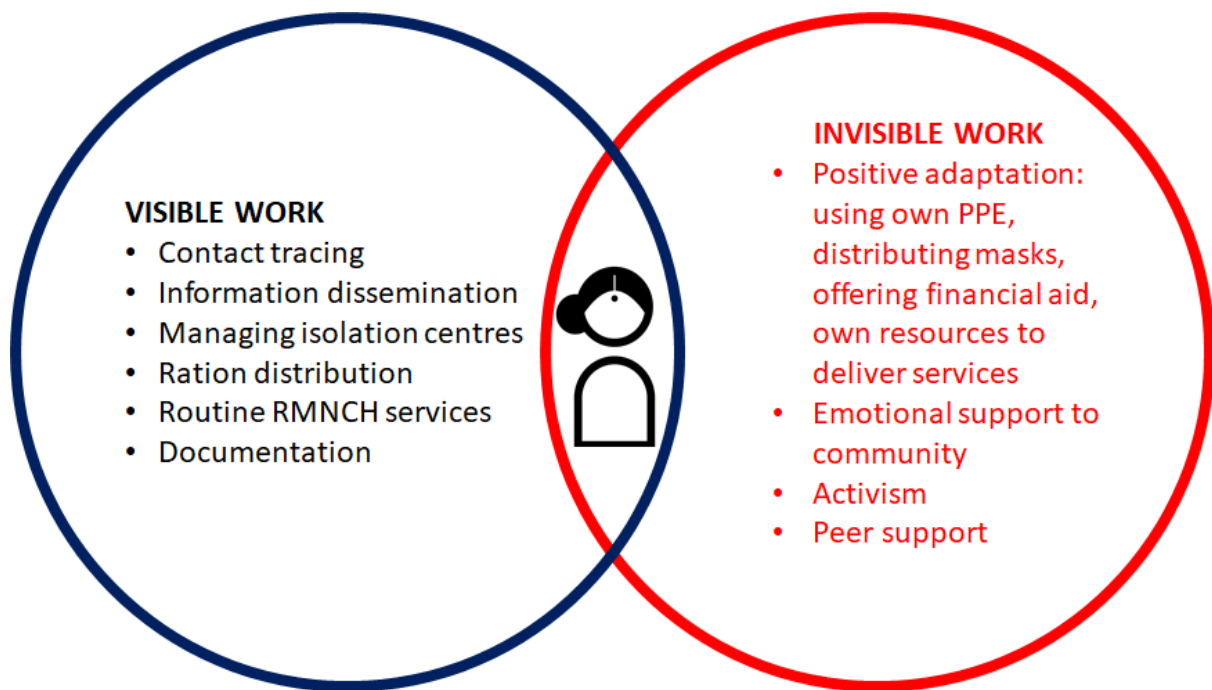 VISIBLE WORK
• Contact tracing
• Information dissemination
• Managing isolation centres
• Ration distribution
• Routine RMNCH services
• Documentation
INVISIBLE WORK
• Positive adaptation:
using own PPE,
distributing masks,
offering financial aid,
own resources to
deliver services
• Emotional support to
community
• Activism
• Peer support